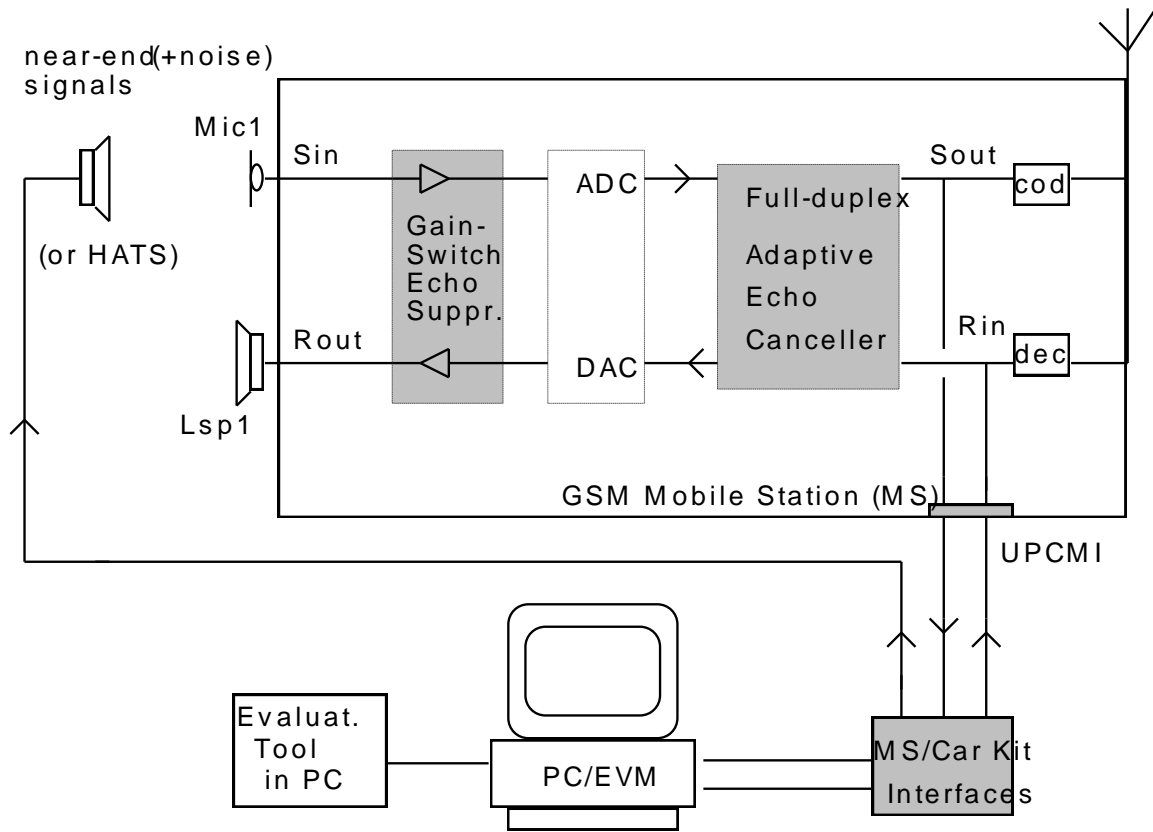 near-end(+noise)
signals
Mic1
Sin
Sout
ADC
cod
Full-duplex
Adaptive
Echo
Canceller
(or HATS)
Gain-
Switch
Echo
Suppr.
Rin
Rout
DAC
dec
Lsp1
GSM Mobile Station (MS)
UPCMI
Evaluat.
Tool
in PC
PC/EVM
MS/Car Kit
Interfaces